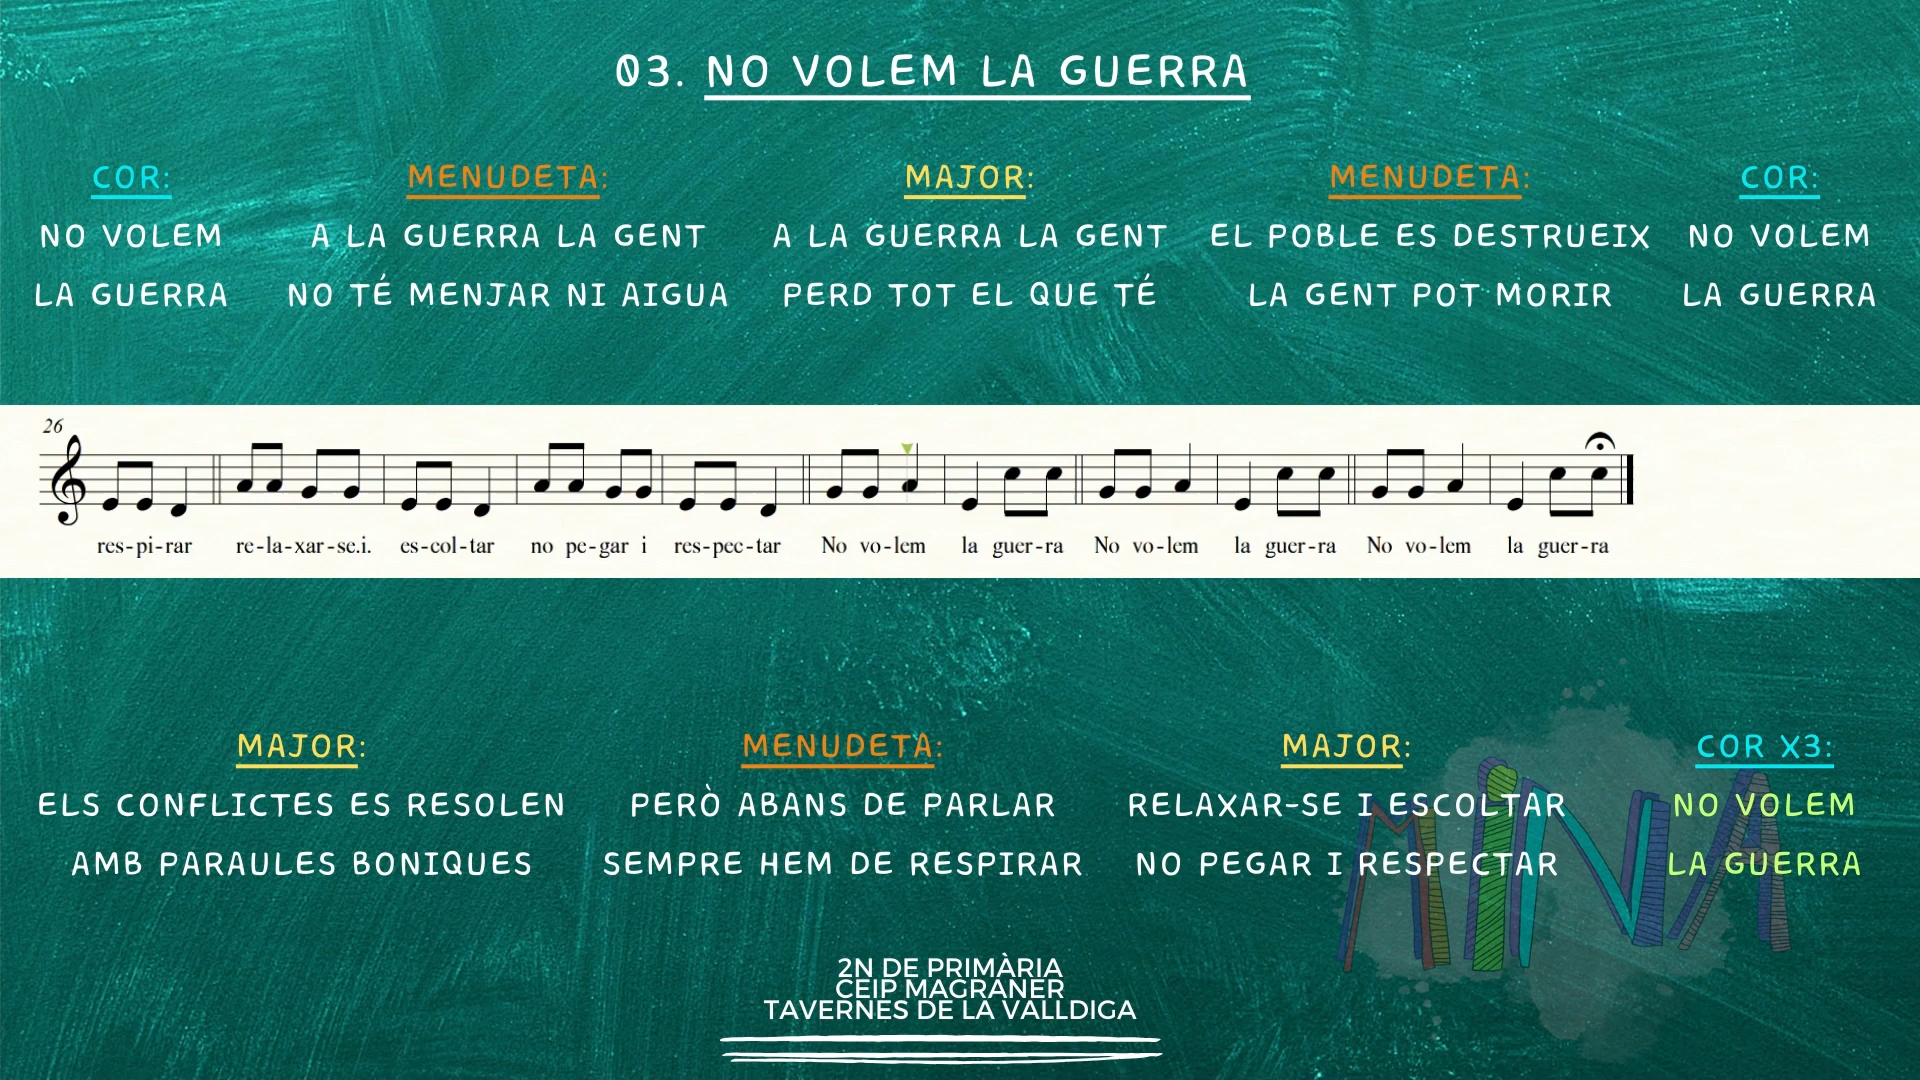 03. NO VOLEM LA GUERRA
COR:
NO VOLEM
LA GUERRA
MENUDETA:
A LA GUERRA LA GENT
NO TÉ MENJAR NI AIGUA
MAJOR:
A LA GUERRA LA GENT
PERD TOT EL QUE TÉ
MENUDETA:
EL POBLE ES DESTRUEIX
LA GENT POT MORIR
COR:
NO VOLEM
LA GUERRA
26
res-pi-rar re-la-xar-se.i. es-col-tar no pe-gar i res-pec-tar No vo-lem la guer-ra No vo-lem la guer-ra No vo-lem la guer-ra
MAJOR:
ELS CONFLICTES ES RESOLEN
AMB PARAULES BONIQUES
MENUDETA:
PERÒ ABANS DE PARLAR
SEMPRE HEM DE RESPIRAR
MAJOR:
RELAXAR-SE I ESCOLTAR
NO PEGAR I RESPECTAR
COR X3:
NO VOLEM
LA GUERRA
MINA
2N DE PRIMÀRIA
CEIP MAGRANER
TAVERNES DE LA VALLDIGA